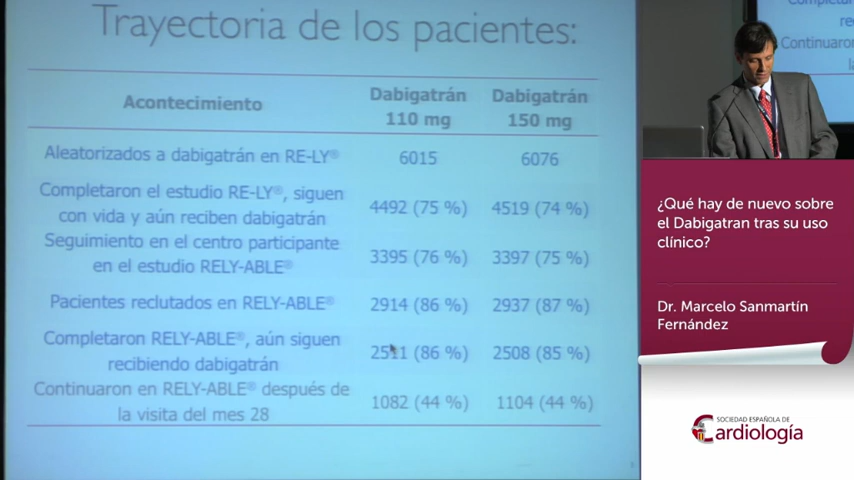 Trayectoria de los pacientes:
Acontecimiento
Dabigatrán
110 mg
Dabigatrán
150 mg
Aleatorizados a dabigatrán en RE-LY®
6015
6076
Completaron el estudio RE-LY®, siguen
con vida y aún reciben dabigatrán
4492 (75 %)
4519 (74 %)
Seguimiento en el centro participante
en el estudio RELY-ABLE®
3395 (76 %)
3397 (75 %)
Pacientes reclutados en RELY-ABLE®
2914 (86 %)
2937 (87 %)
Completaron RELY-ABLE®, aún siguen
recibiendo dabigatrán
2511 (86 %)
2508 (85 %)
Continuaron en RELY-ABLE® después de
la visita del mes 28
1082 (44 %)
1104 (44 %)
Continuaron
¿Qué hay de nuevo sobre
el Dabigatran tras su uso
clínico?
Dr. Marcelo Sanmartín
Fernández
SOCIEDAD ESPAÑOLA DE
Cardiología